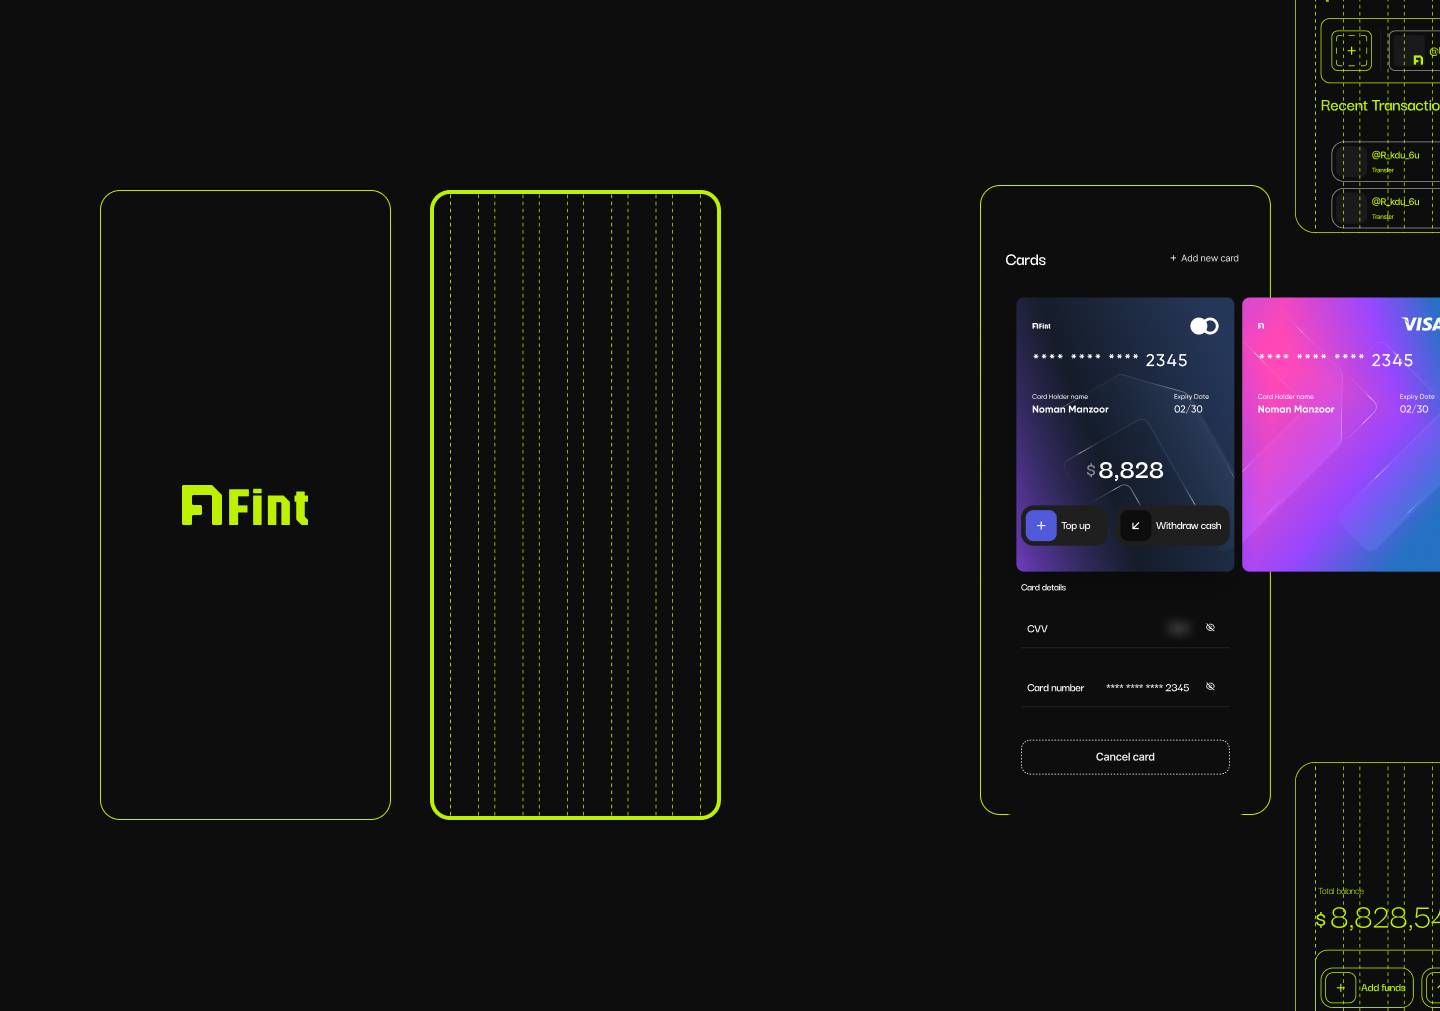 Fint
Cards
+ Add new card
Fint
**** **** **** 2345
Card Holder name
Noman Manzoor
Expiry Date
02/30
$8,828
Top up
Withdraw cash
VISA
**** **** **** 2345
Card Holder name
Noman Manzoor
Expiry Date
02/30
Card details
CVV
Card number
**** **** **** 2345
Cancel card
Recent Transactio
@R_kdu_6u
Transfer
@R_kdu_6u
Transfer
Total balance
$8,828,54
Add funds